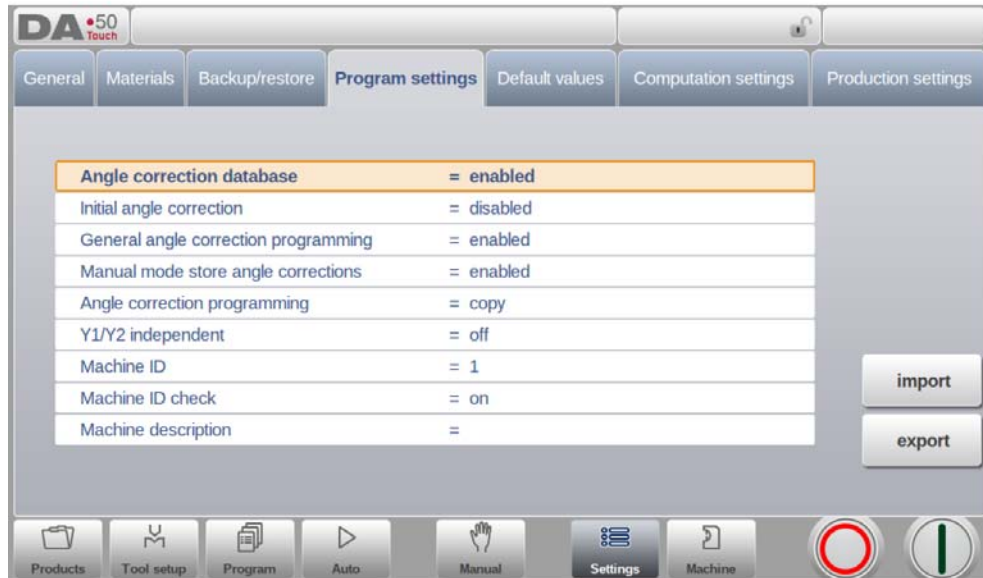 DA•50
Touch
General Materials Backup/restore Program settings Default values Computation settings Production settings
Angle correction database = enabled
Initial angle correction = disabled
General angle correction programming = enabled
Manual mode store angle corrections = enabled
Angle correction programming = copy
Y1/Y2 independent = off
Machine ID = 1
Machine ID check = on
Machine description =
import
export
Products Tool setup Program Auto Manual Settings Machine